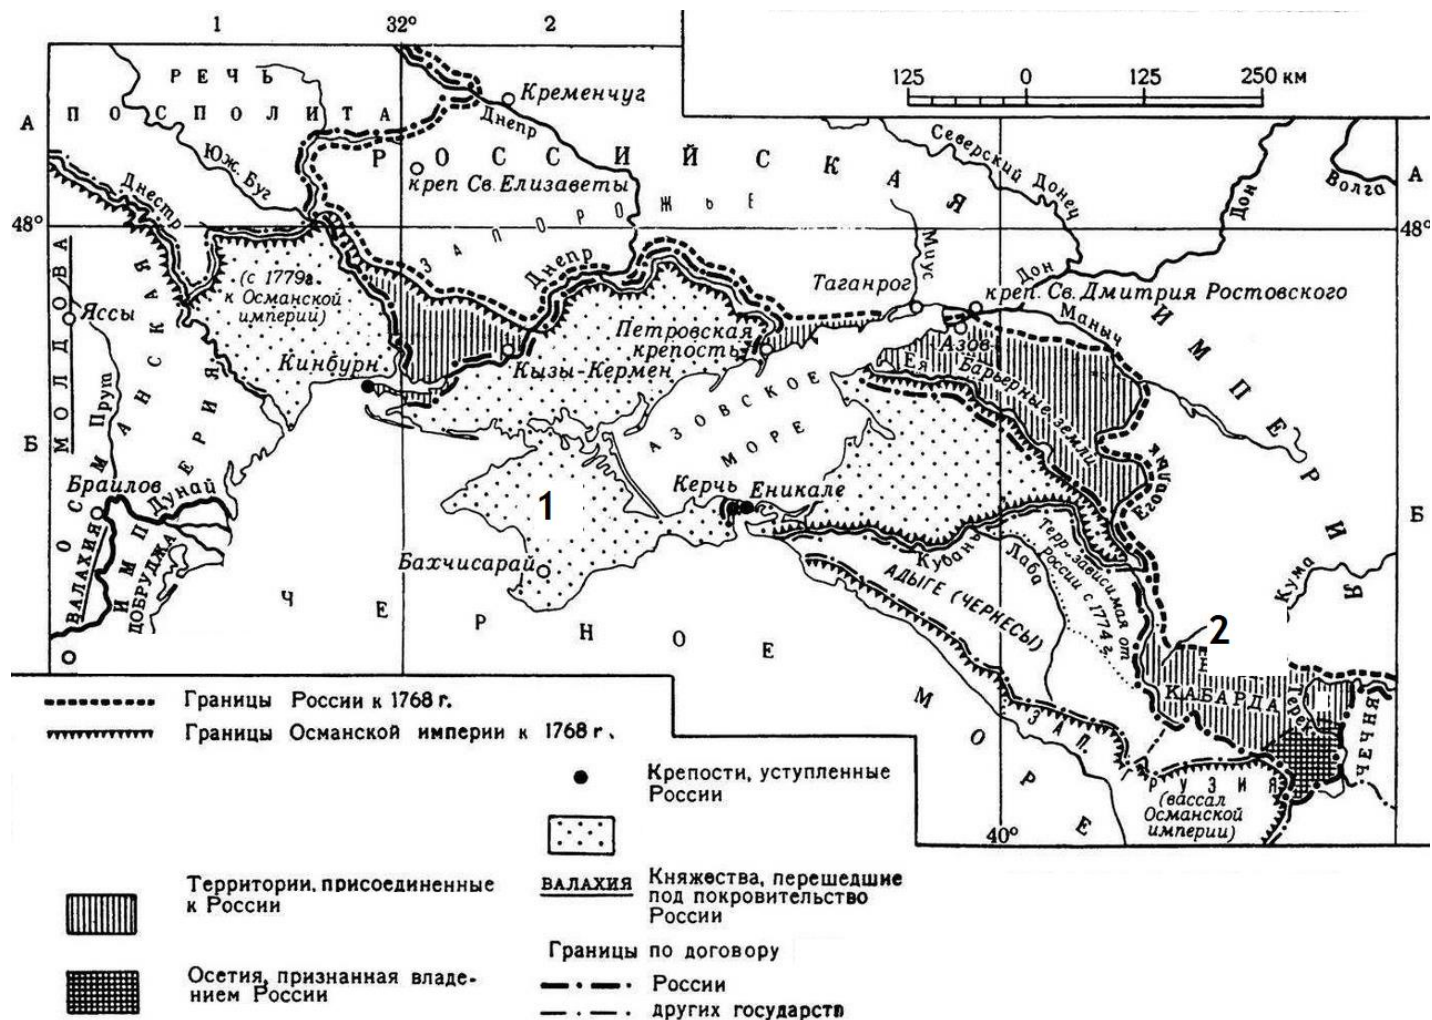 1
32°
2
125
0
125
250 км
РЕЧЬ
ПОСПОЛИТА
Кременчуг
Днепр
А
РОССИЙСКАЯ
Северский Донец
Дон
Волга
А
Юж. Буг
креп Св. Елизаветы
Днестр
ЗАПОРОЖЬЕ
48°
48°
Миус
МОЛДОВА
(с 1779г.
к Османской
империи)
Днепр
Таганрог
Дон
креп. Св. Дмитрия Ростовского
ИМПЕРИЯ
Яссы
Маныч
Петровская
крепость
Азов
Кинбурн
Кызы-Кермен
Ея
Барьерные земли
Прут
ОСМАНСКАЯ
ИМПЕРИЯ
АЗОВСКОЕ
МОРЕ
Б
Егорлык
Браилов
Дунай
Керчь
Еникале
1
Б
ВАЛАХИЯ
ДОБРУДЖА
Бахчисарай
Кубань
Лаба
Терр. зависимая от
России с 1774 г.
Кума
АДЫГЕ (ЧЕРКЕСЫ)
ЧЕРНОЕ
МОРЕ
2
КАБАРДА
Терек
ЧЕЧНЯ
ЗАП.
ГРУЗИЯ
(вассал
Османской
империи)
40°
Границы России к 1768 г.
Границы Османской империи к 1768 г.
Крепости, уступленные
России
Территории, присоединенные
к России
ВАЛАХИЯ
Княжества, перешедшие
под покровительство
России
Границы по договору
Осетия, признанная владе-
нием России
России
других государств